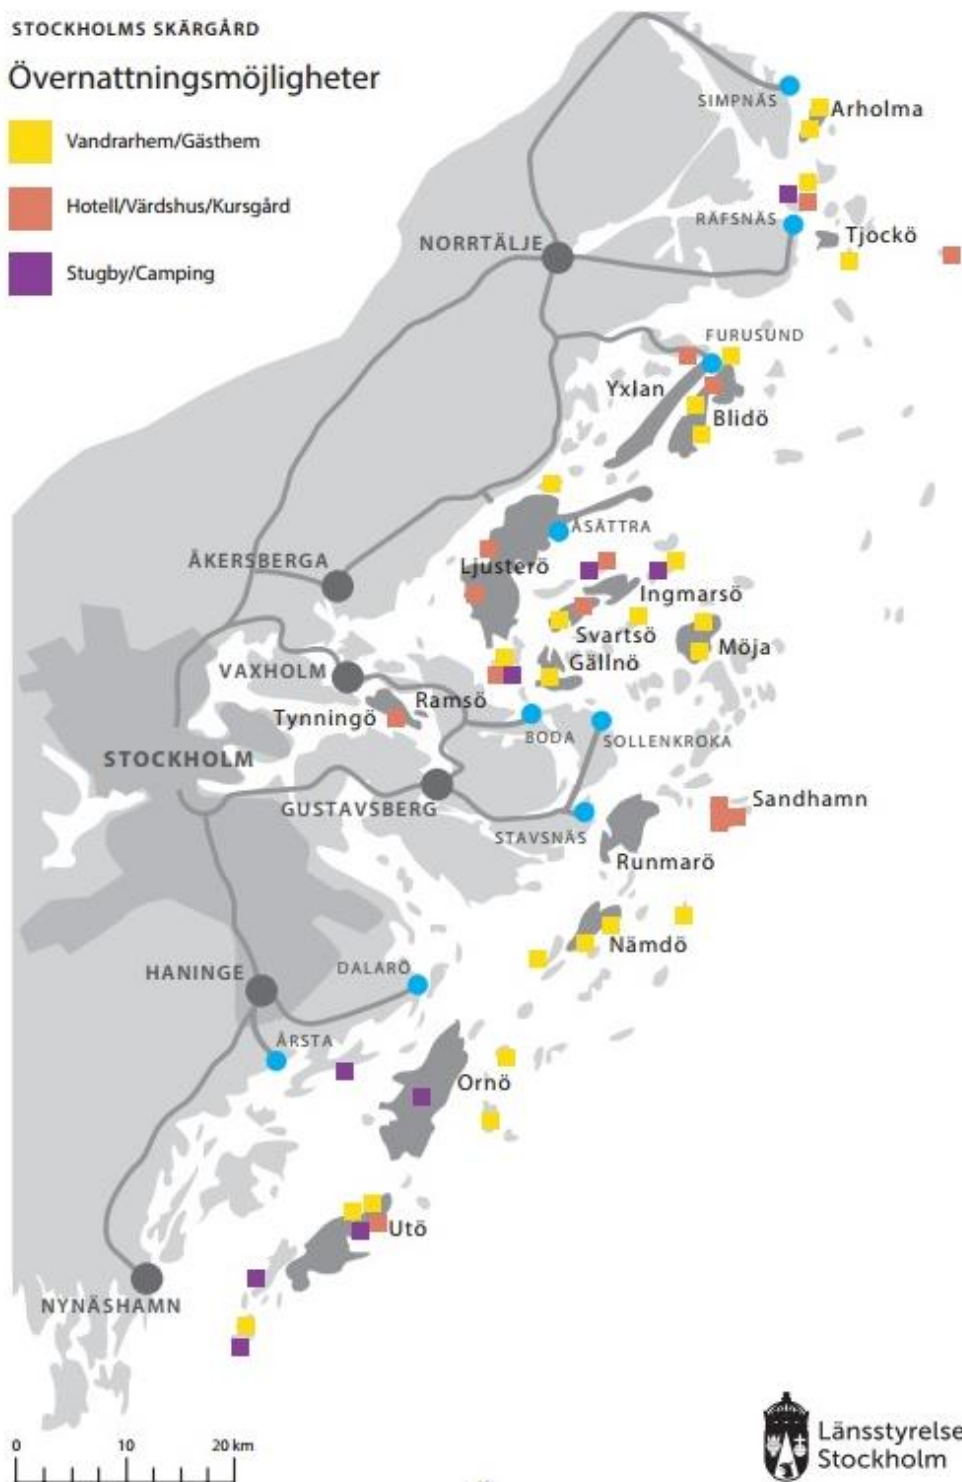 STOCKHOLMS SKÄRGÅRD
Övernattningsmöjligheter
Vandrarhem/Gästhem
Hotell/Värdshus/Kursgård
Stugby/Camping
SIMPNÄS
Arholma
RÄFSNÄS
Tjockö
NORRTÄLJE
FURUSUND
Yxlan
Blidö
ÅSÄTTRA
ÅKERSBERGA
Ljusterö
Ingmarsö
Svartsö
Möja
Gällnö
VAXHOLM
Ramsö
Tynningö
BODA
SOLLENKROKA
STOCKHOLM
GUSTAVSBERG
Sandhamn
STAVSNÄS
Runmarö
Nämdö
HANINGE
DALARÖ
ÅRSTA
Ornö
Utö
NYNÄSHAMN
0 10 20 km
Länsstyrelse
Stockholm